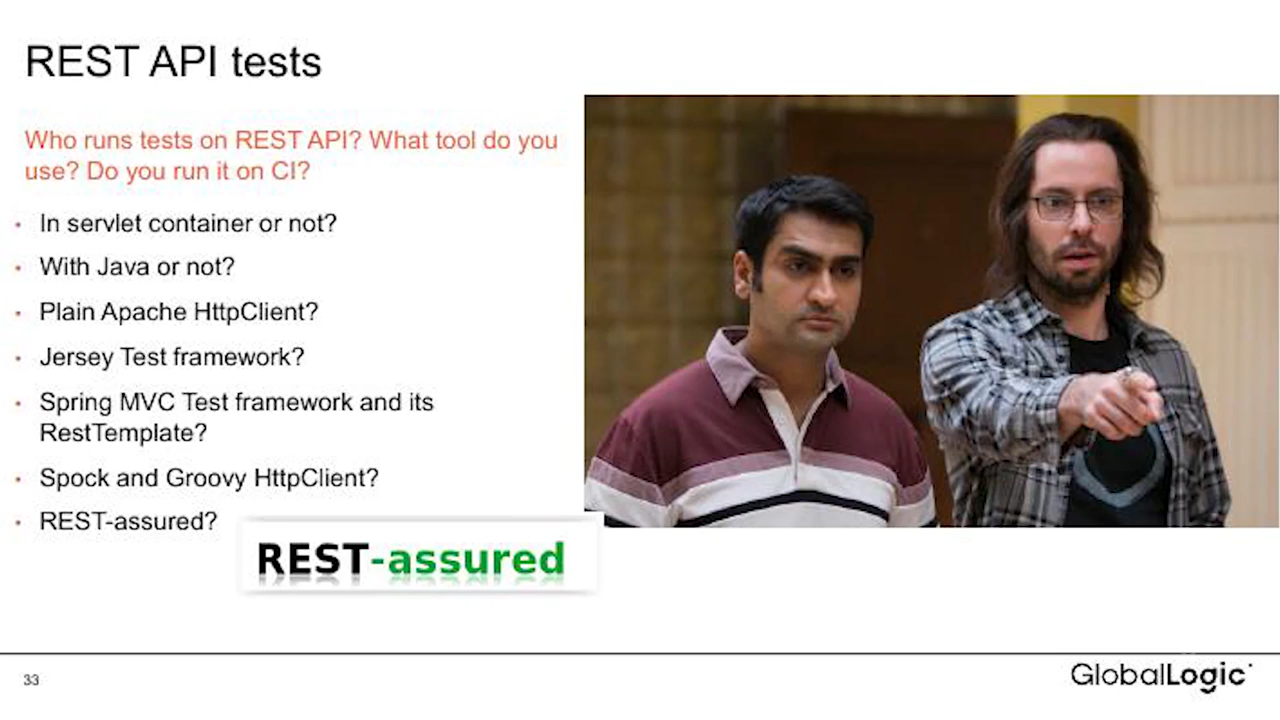 REST API tests
Who runs tests on REST API? What tool do you
use? Do you run it on CI?
• In servlet container or not?
• With Java or not?
• Plain Apache HttpClient?
• Jersey Test framework?
• Spring MVC Test framework and its
RestTemplate?
• Spock and Groovy HttpClient?
• REST-assured?
REST-assured
33
GlobalLogic